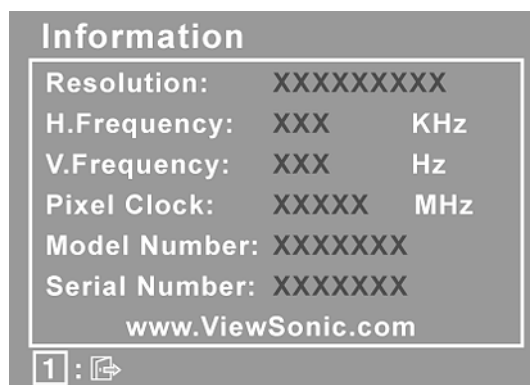 Information
Resolution: XXXXXXXXX
H.Frequency: XXX KHz
V.Frequency: XXX Hz
Pixel Clock: XXXXX MHz
Model Number: XXXXXXX
Serial Number: XXXXXXX
www.ViewSonic.com
1 :